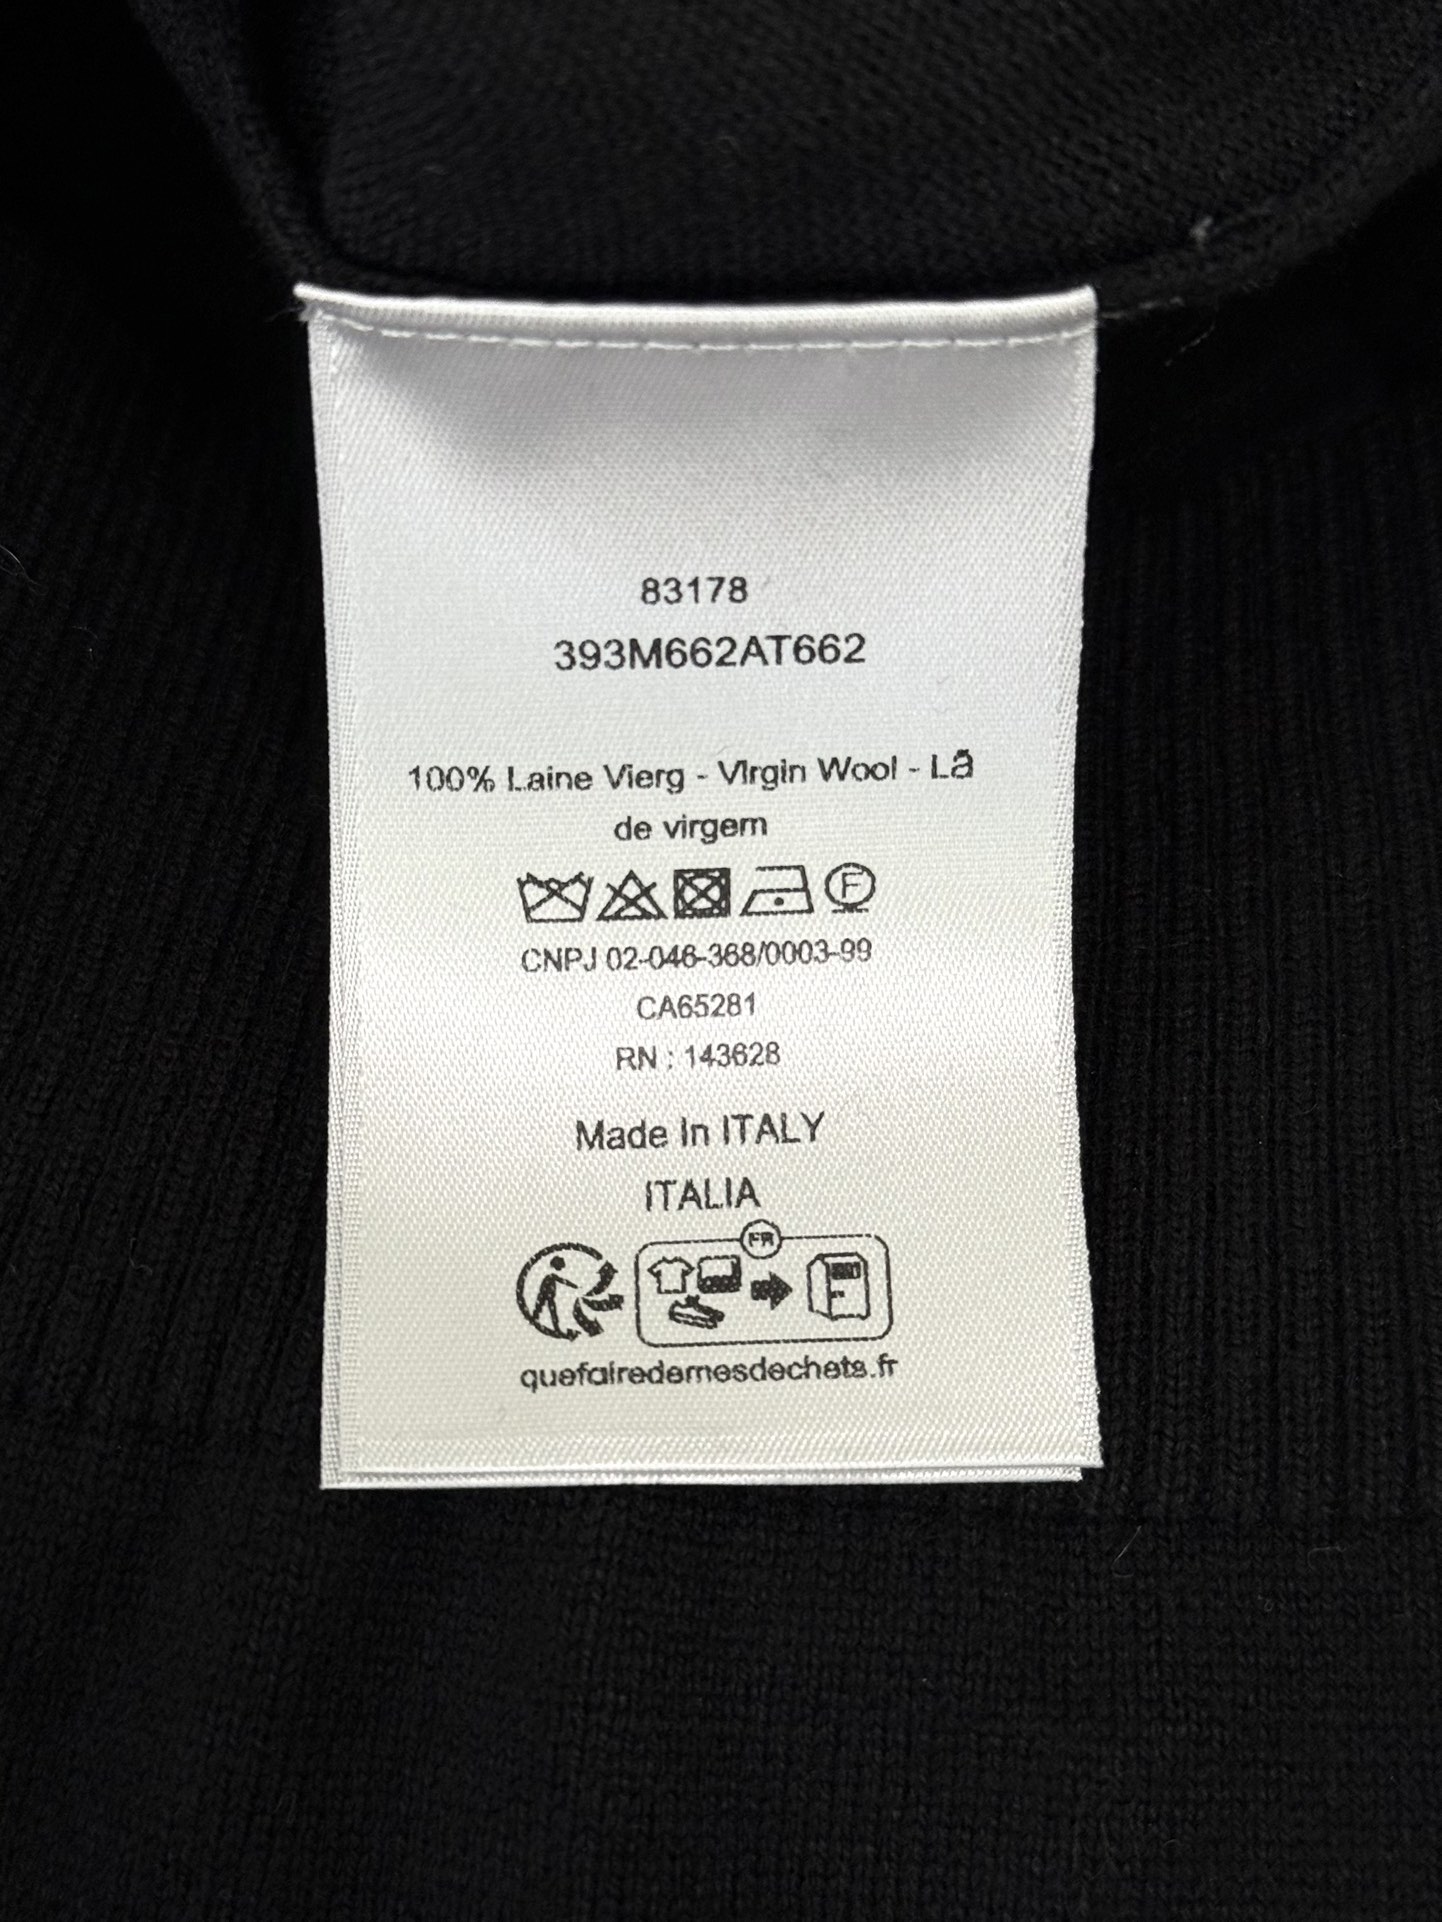 83178
393M662AT662
100% Laine Vierg - Virgin Wool - Lã
de virgem
F
CNPJ 02-046-368/0003-99
CA65281
RN : 143628
Made In ITALY
ITALIA
FR
quefairedemesdechets.fr